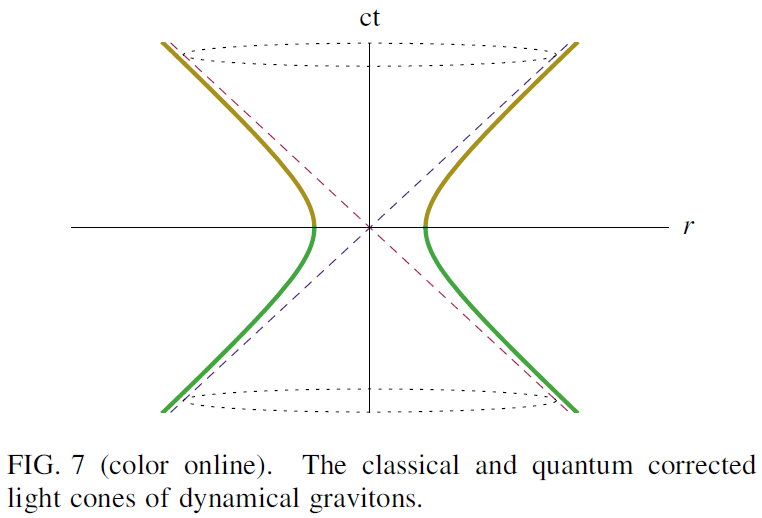 ct
r
FIG. 7 (color online). The classical and quantum corrected
light cones of dynamical gravitons.